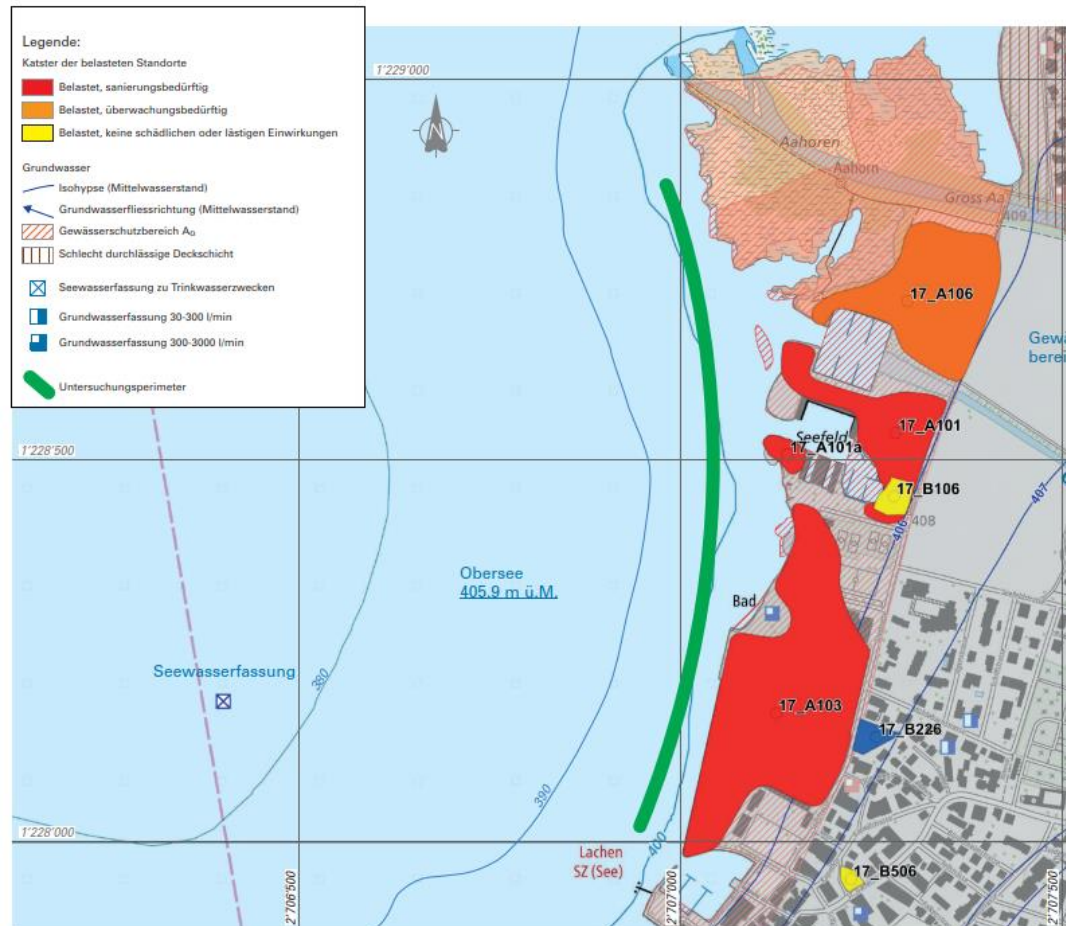 Legende:
Kataster der belasteten Standorte
Belastet, sanierungsbedürftig
Belastet, überwachungsbedürftig
Belastet, keine schädlichen oder lästigen Einwirkungen
Grundwasser
Isohypse (Mittelwasserstand)
Grundwasserfliessrichtung (Mittelwasserstand)
Gewässerschutzbereich AO
Schlecht durchlässige Deckschicht
Seewasserfassung zu Trinkwasserzwecken
Grundwasserfassung 30-300 l/min
Grundwasserfassung 300-3000 l/min
Untersuchungsperimeter
1'229'000
N
Aahoren
Aahorn
Gross Aa
409
17_A106
Gewä
berei
17_A101
Seefeld
17_A101a
1'228'500
17_B106
408
407
406
Obersee
405.9 m ü.M.
Bad
Seewasserfassung
380
17_A103
17_B226
390
1'228'000
400
Lachen
SZ (See)
17_B506
2'706'500
2'707'000
2'707'500